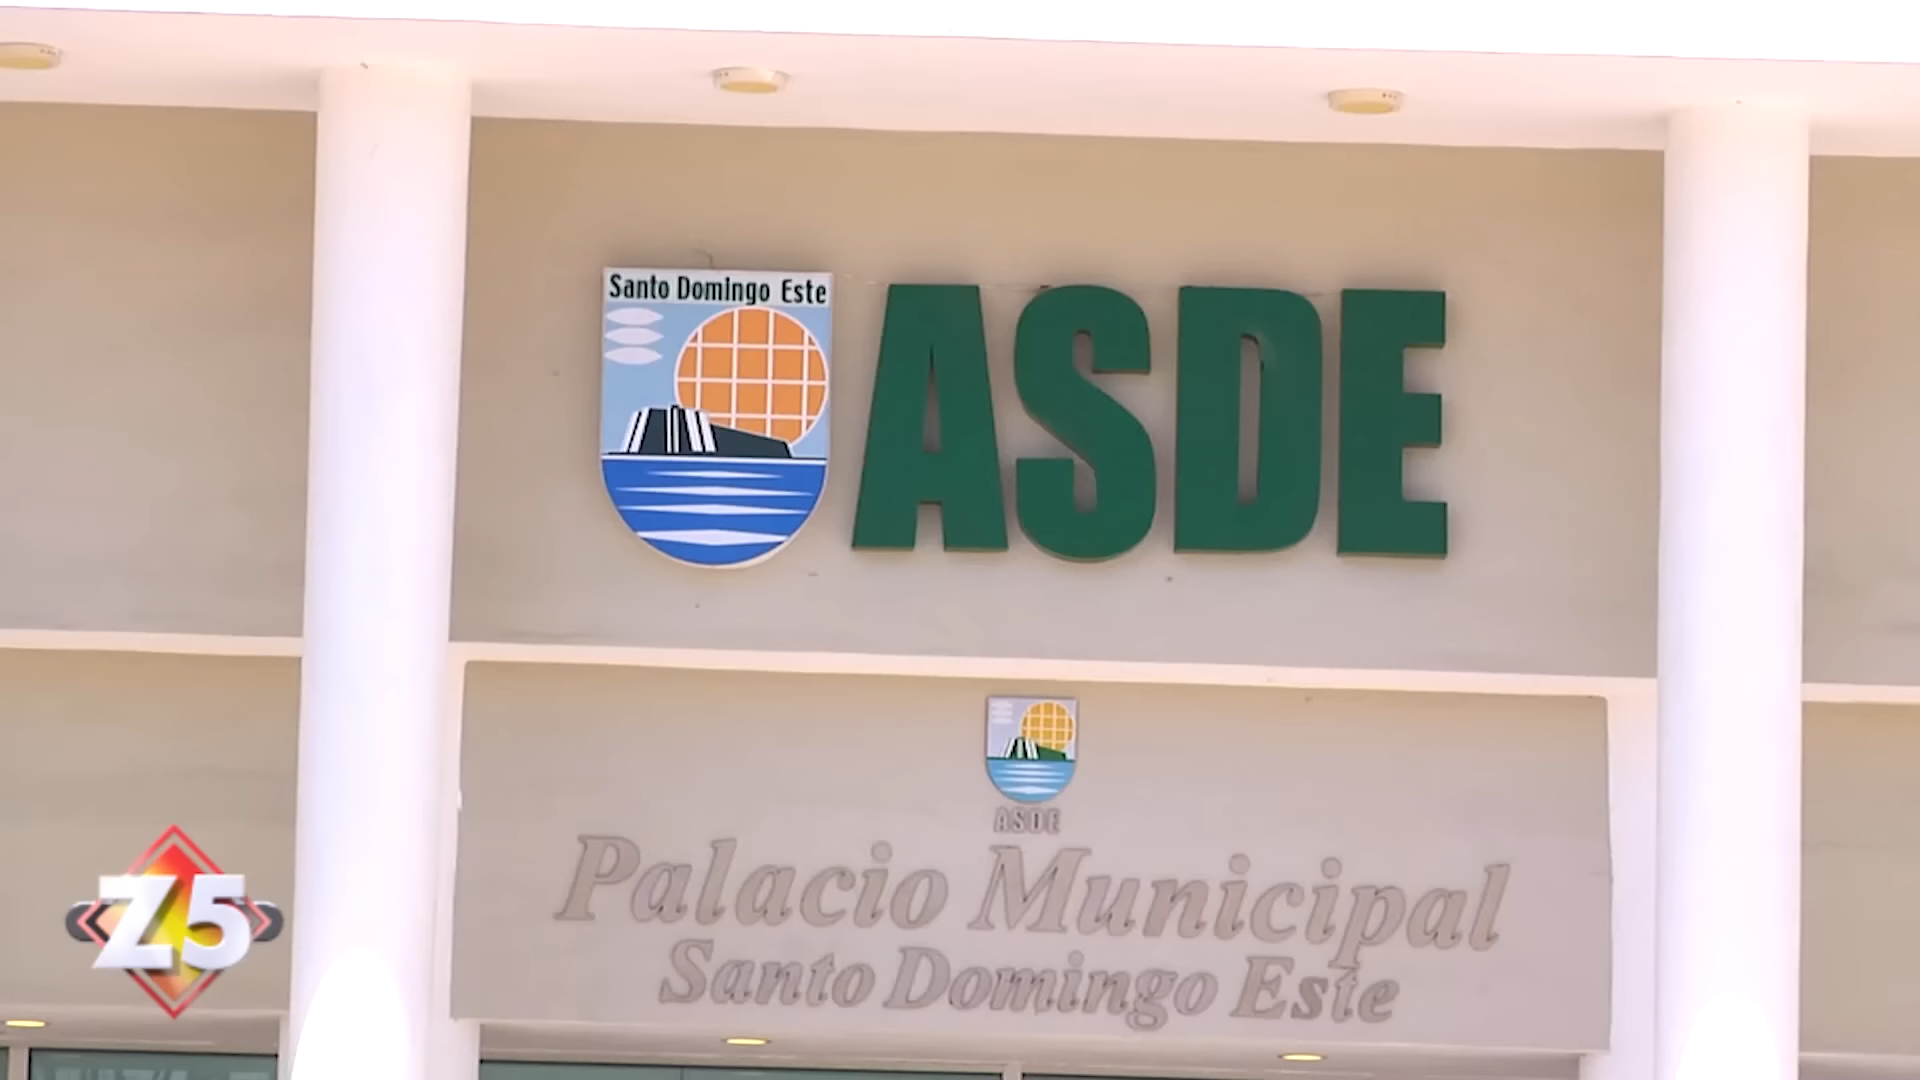 Santo Domingo Este
ASDE
ASDE
Palacio Municipal
Santo Domingo Este
Z5